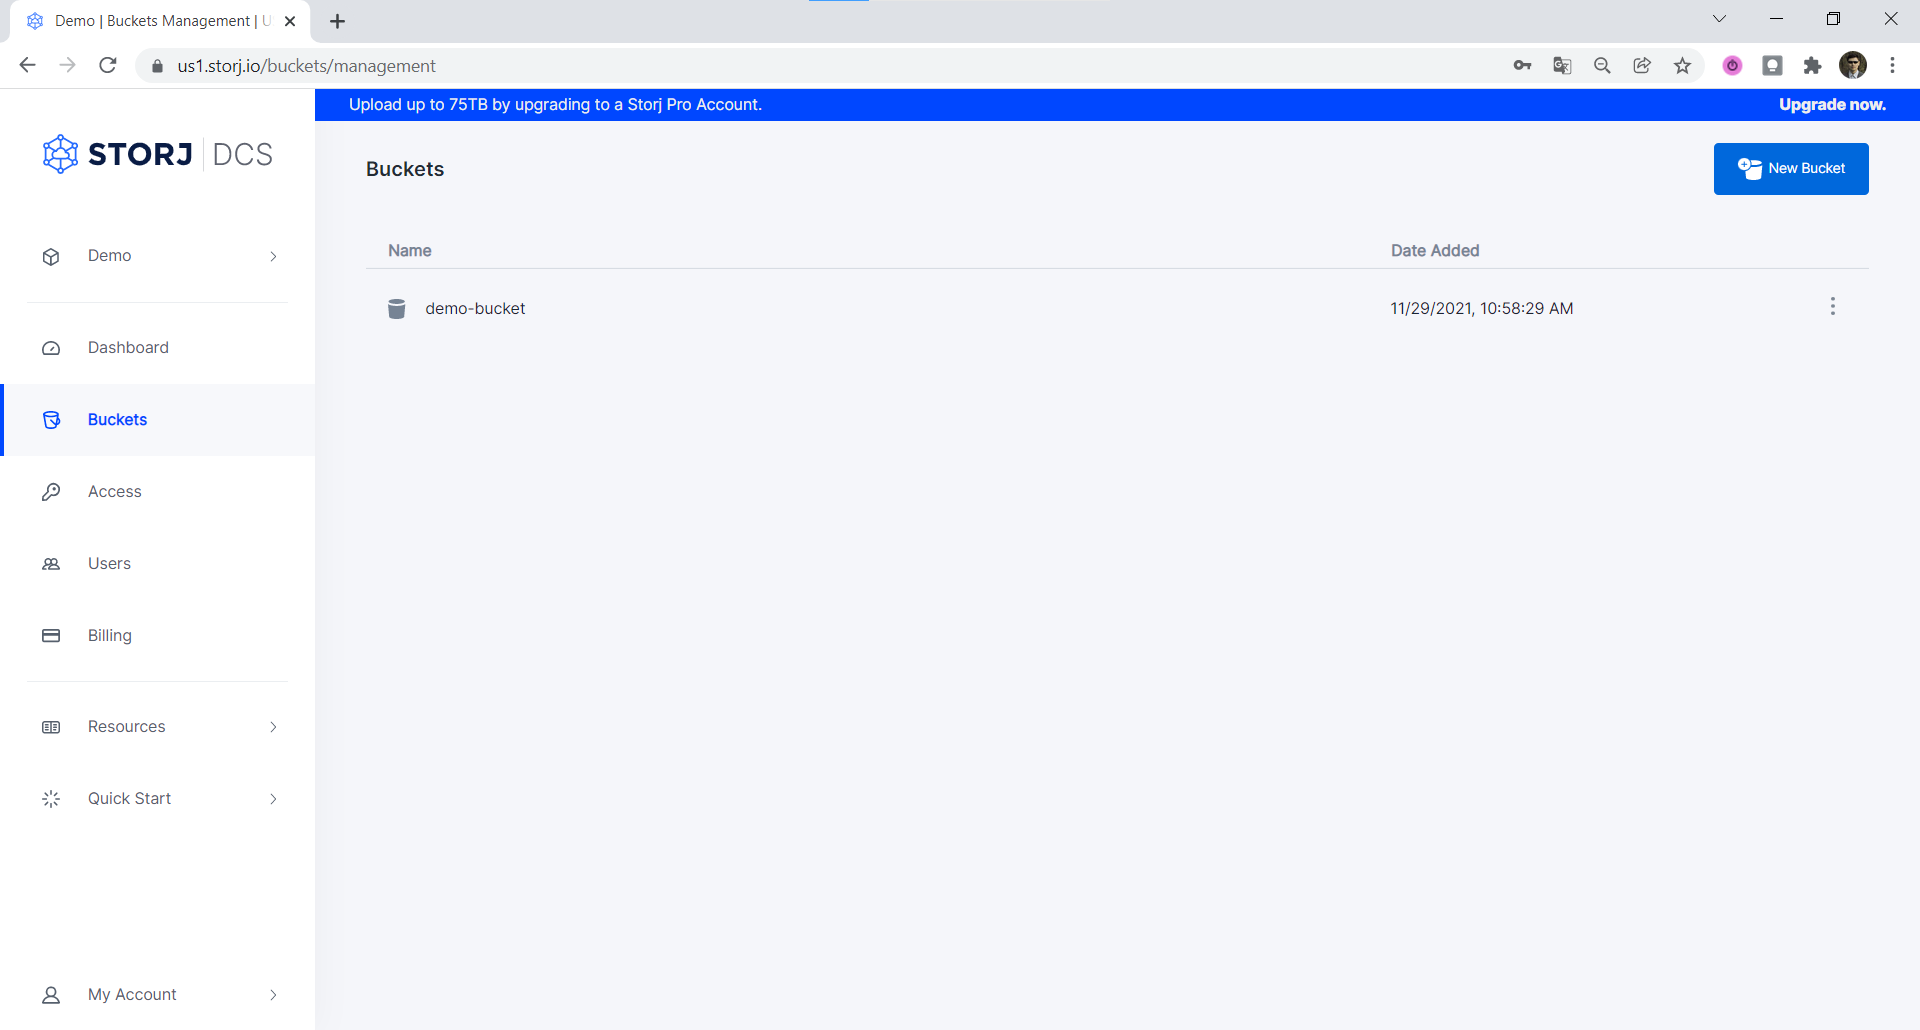 Demo | Buckets Management | U
us1.storj.io/buckets/management
Upload up to 75TB by upgrading to a Storj Pro Account.
Upgrade now.
STORJ | DCS
Buckets
New Bucket
Demo
Name
Date Added
demo-bucket
11/29/2021, 10:58:29 AM
Dashboard
Buckets
Access
Users
Billing
Resources
Quick Start
My Account